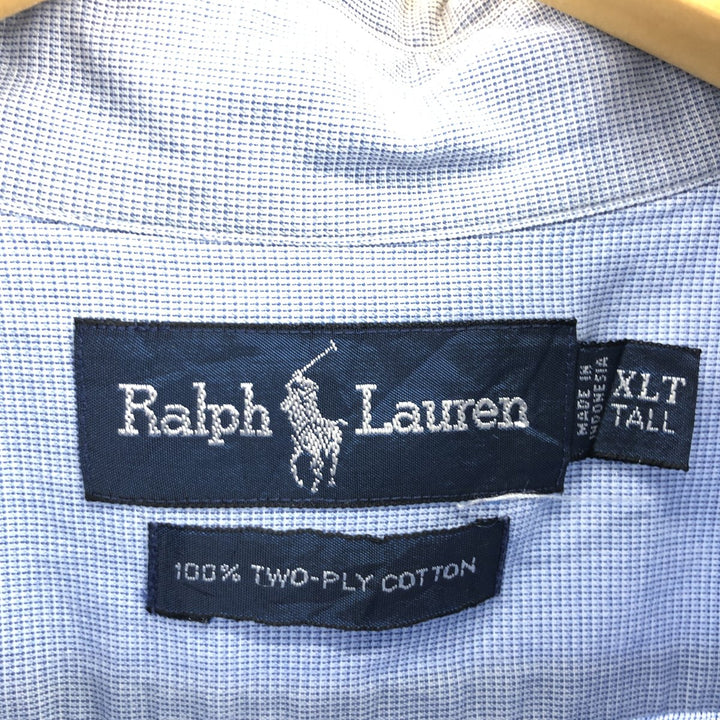 Ralph Lauren
MADE IN
INDONESIA
XLT
TALL
100% TWO-PLY COTTON